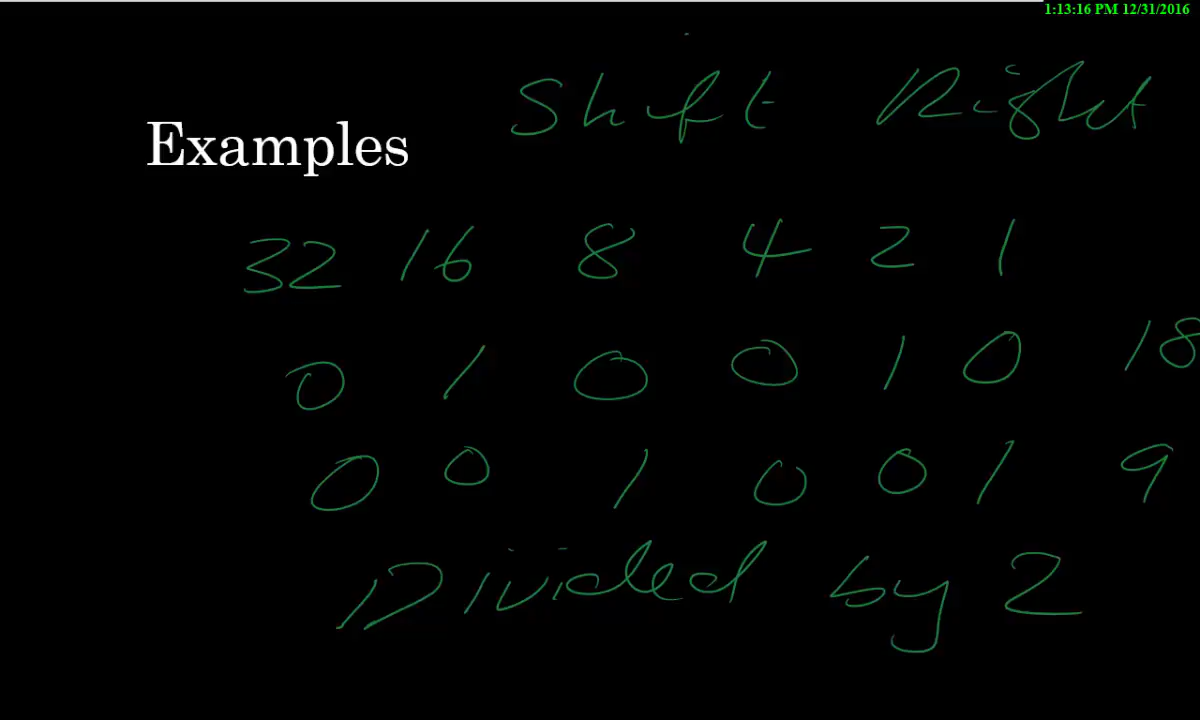 1:13:16 PM 12/31/2016
Shift Right
Examples
32 16 8 4 2 1
0 1 0 0 1 0 18
0 0 1 0 0 1 9
Divided by 2